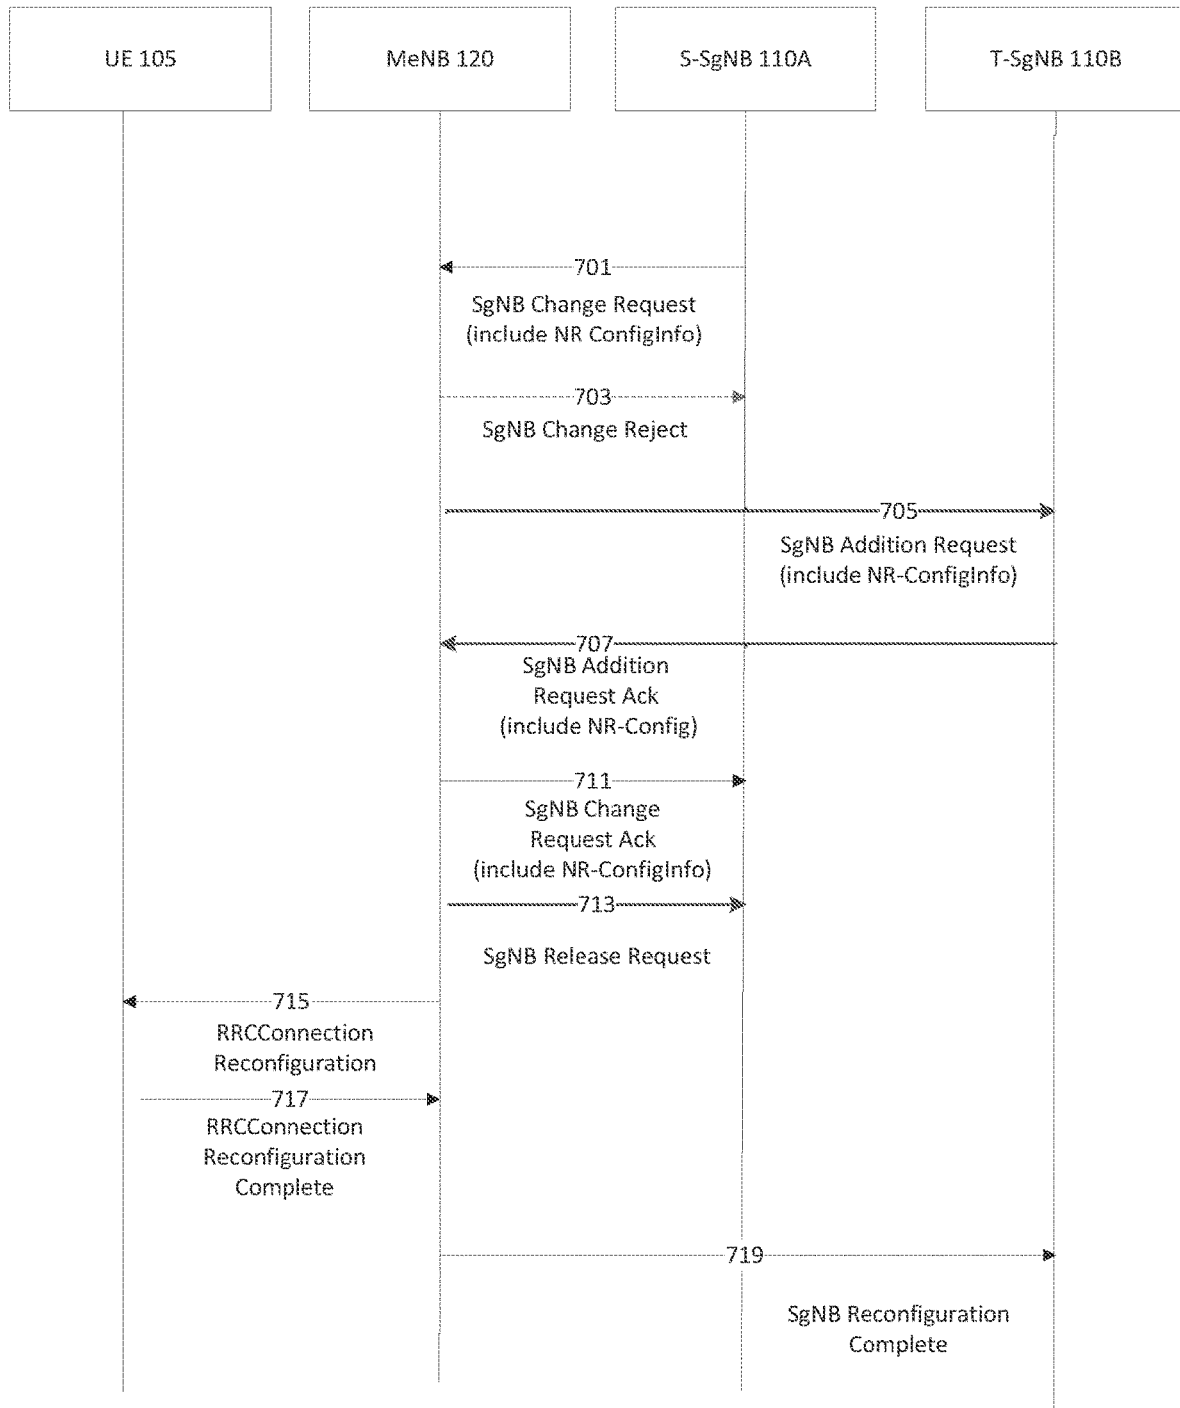 UE 105
MeNB 120
S-SgNB 110A
T-SgNB 110B
701
SgNB Change Request
(include NR ConfigInfo)
703
SgNB Change Reject
705
SgNB Addition Request
(include NR-ConfigInfo)
707
SgNB Addition
Request Ack
(include NR-Config)
711
SgNB Change
Request Ack
(include NR-ConfigInfo)
713
SgNB Release Request
715
RRCConnection
Reconfiguration
717
RRCConnection
Reconfiguration
Complete
719
SgNB Reconfiguration
Complete